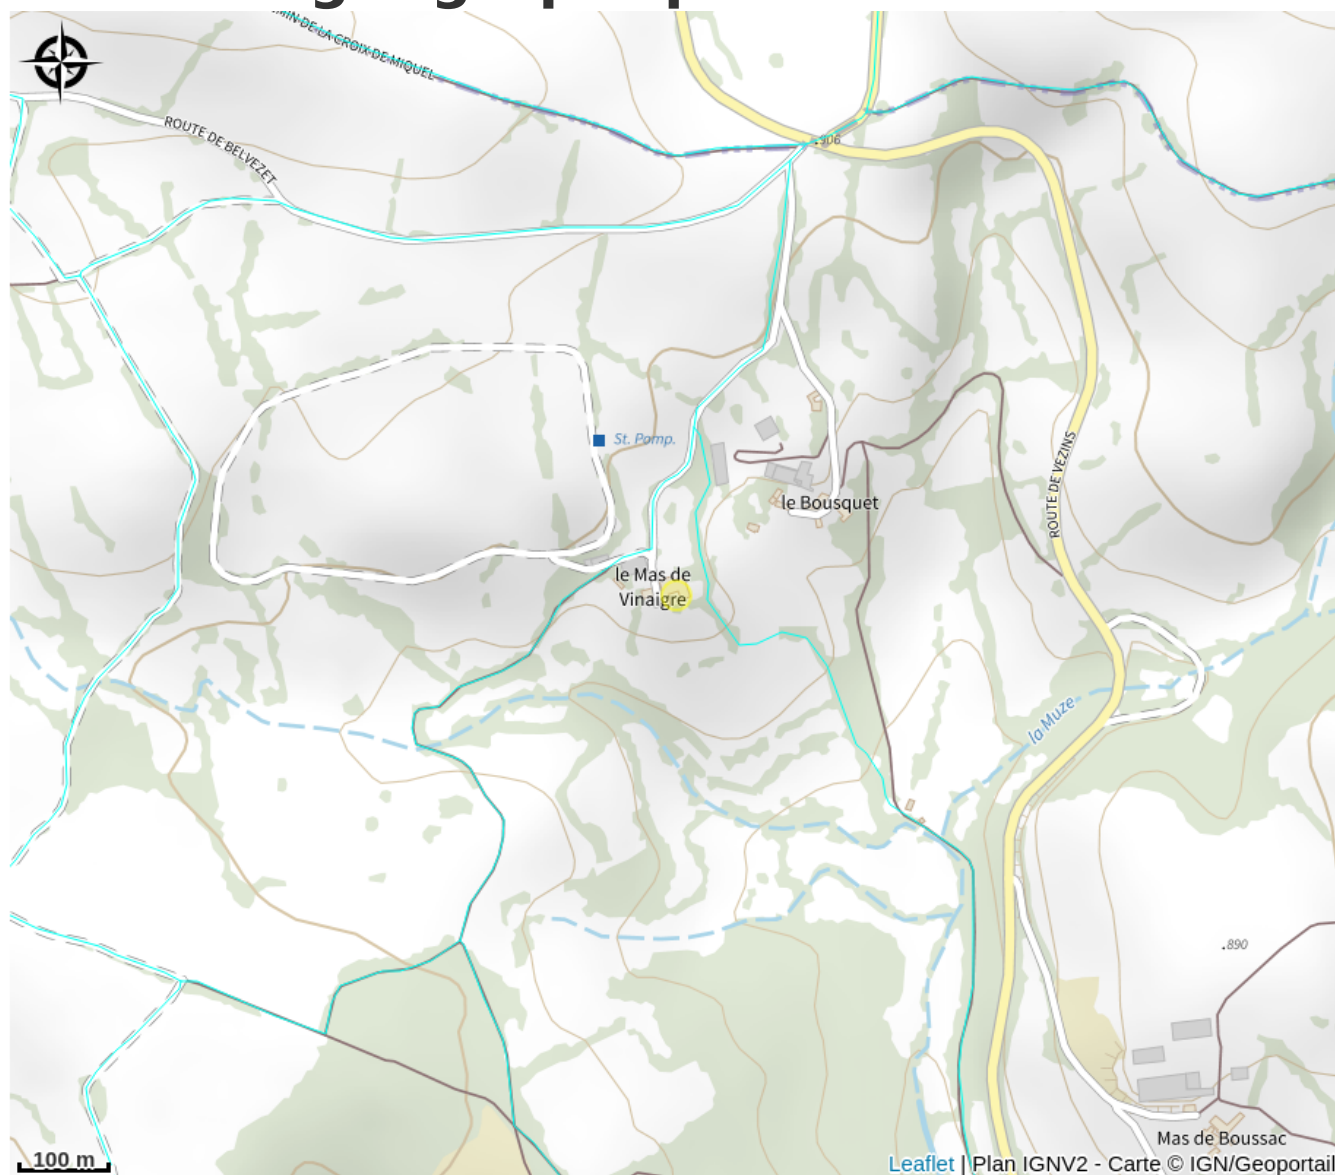 CHEMIN DE LA CROIX DE MIQUEL
ROUTE DE BELVEZET
.906
St. Pomp.
ROUTE DE VEZINS
le Bousquet
le Mas de
Vinaigre
la Muze
.890
Mas de Boussac
100 m
Leaflet | Plan IGNV2 - Carte © IGN/Geoportail